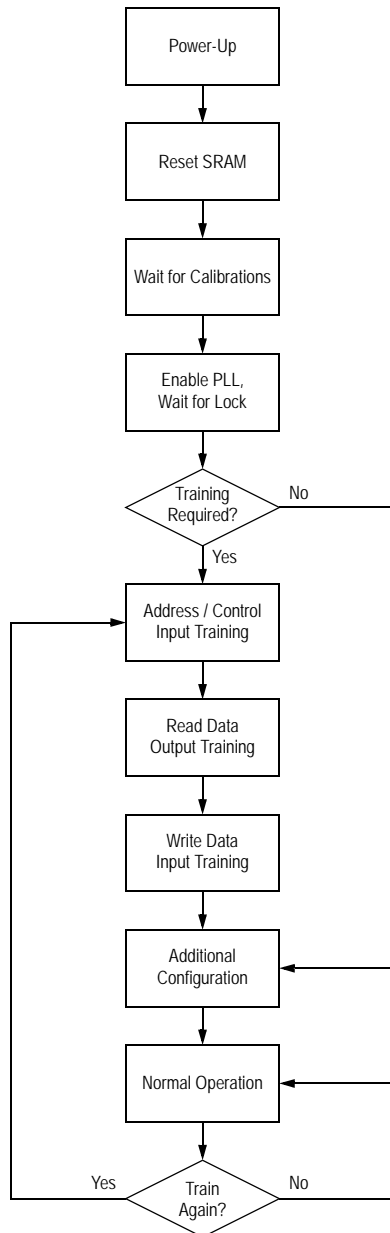 Power-Up
Reset SRAM
Wait for Calibrations
Enable PLL,
Wait for Lock
Training
Required?
No
Yes
Address / Control
Input Training
Read Data
Output Training
Write Data
Input Training
Additional
Configuration
Normal Operation
Yes
Train
Again?
No